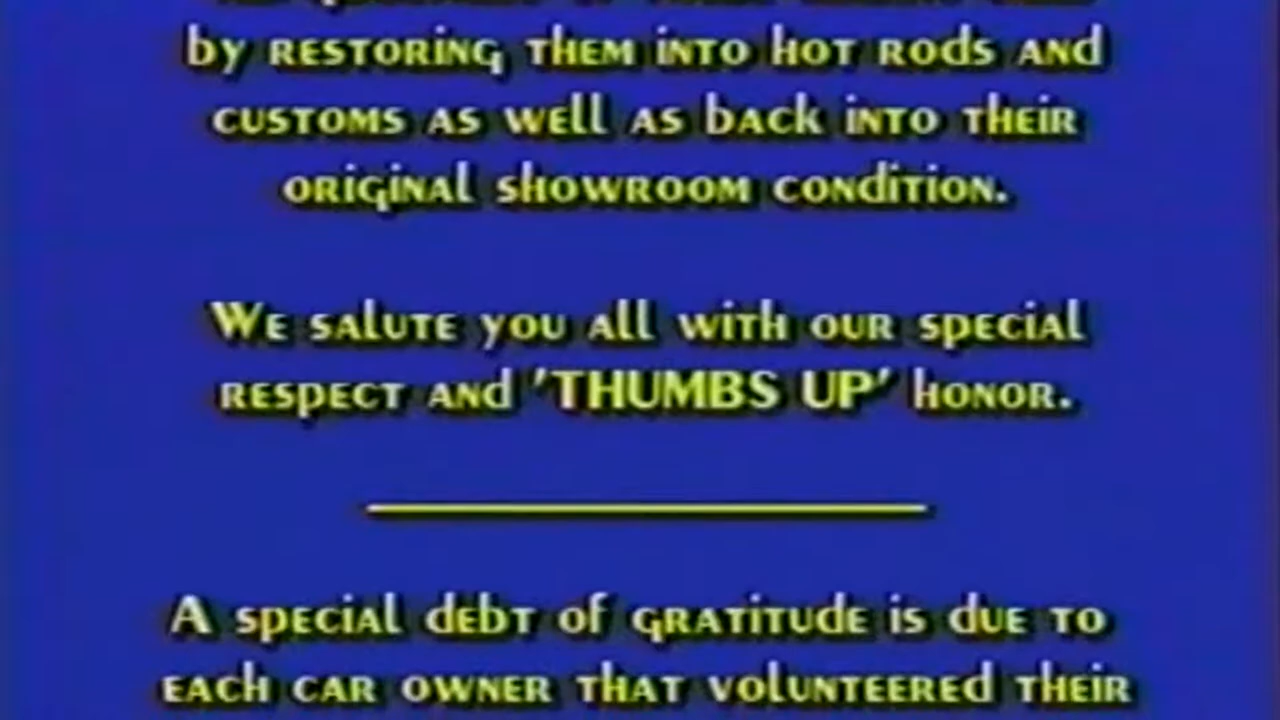 by restoring them into hot rods and
customs as well as back into their
original showroom condition.
We salute you all with our special
respect and 'THUMBS UP' honor.
A special debt of gratitude is due to
each car owner that volunteered their